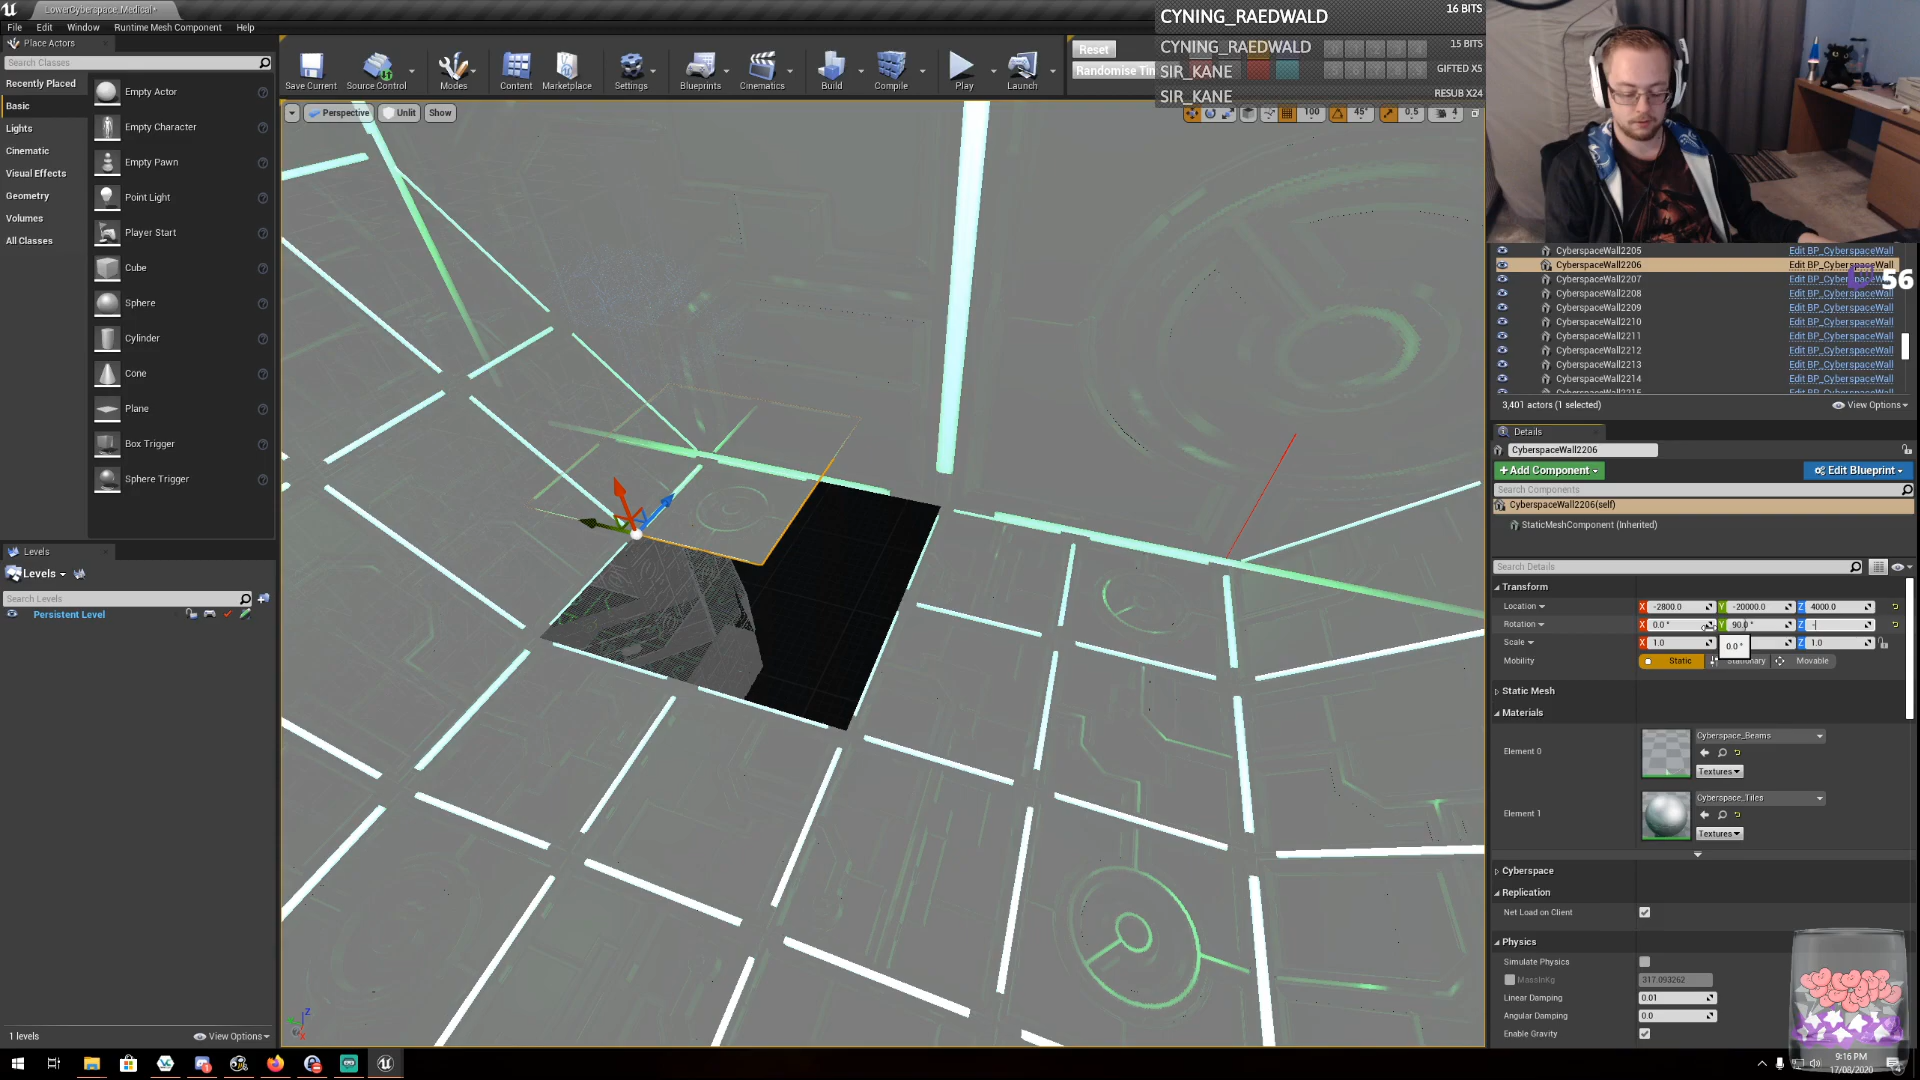 LowerCyberspace_Medical*
File Edit Window Runtime Mesh Component Help
Place Actors
Search Classes
Recently Placed
Basic
Lights
Cinematic
Visual Effects
Geometry
Volumes
All Classes
Empty Actor
Empty Character
Empty Pawn
Point Light
Player Start
Cube
Sphere
Cylinder
Cone
Plane
Box Trigger
Sphere Trigger
Levels
Levels
Search Levels
Persistent Level
1 levels
View Options
Save Current
Source Control
Modes
Content
Marketplace
Settings
Blueprints
Cinematics
Build
Compile
Play
Launch
Reset
Randomise Tin
CYNING_RAEDWALD 16 BITS
CYNING_RAEDWALD 15 BITS
SIR_KANE GIFTED X5
SIR_KANE RESUB X24
Perspective Unlit Show
100 45° 0.5 4
CyberspaceWall2205 Edit BP_CyberspaceWall
CyberspaceWall2206 Edit BP_CyberspaceWall
56
CyberspaceWall2207 Edit BP_CyberspaceWall
CyberspaceWall2208 Edit BP_CyberspaceWall
CyberspaceWall2209 Edit BP_CyberspaceWall
CyberspaceWall2210 Edit BP_CyberspaceWall
CyberspaceWall2211 Edit BP_CyberspaceWall
CyberspaceWall2212 Edit BP_CyberspaceWall
CyberspaceWall2213 Edit BP_CyberspaceWall
CyberspaceWall2214 Edit BP_CyberspaceWall
3,401 actors (1 selected) View Options
Details
CyberspaceWall2206
+Add Component Edit Blueprint
Search Components
CyberspaceWall2206(self)
StaticMeshComponent (Inherited)
Search Details
Transform
Location X -2800.0 Y -20000.0 Z 4000.0
Rotation X 0.0 ° Y 90.0 ° Z -
Scale X 1.0 Z 1.0
0.0 °
Mobility Static Stationary Movable
Static Mesh
Materials
Element 0 Cyberspace_Beams
Textures
Element 1 Cyberspace_Tiles
Textures
Cyberspace
Replication
Net Load on Client
Physics
Simulate Physics
MassInKg 317.093262
Linear Damping 0.01
Angular Damping 0.0
Enable Gravity
Z
X
9:16 PM
17/08/2020